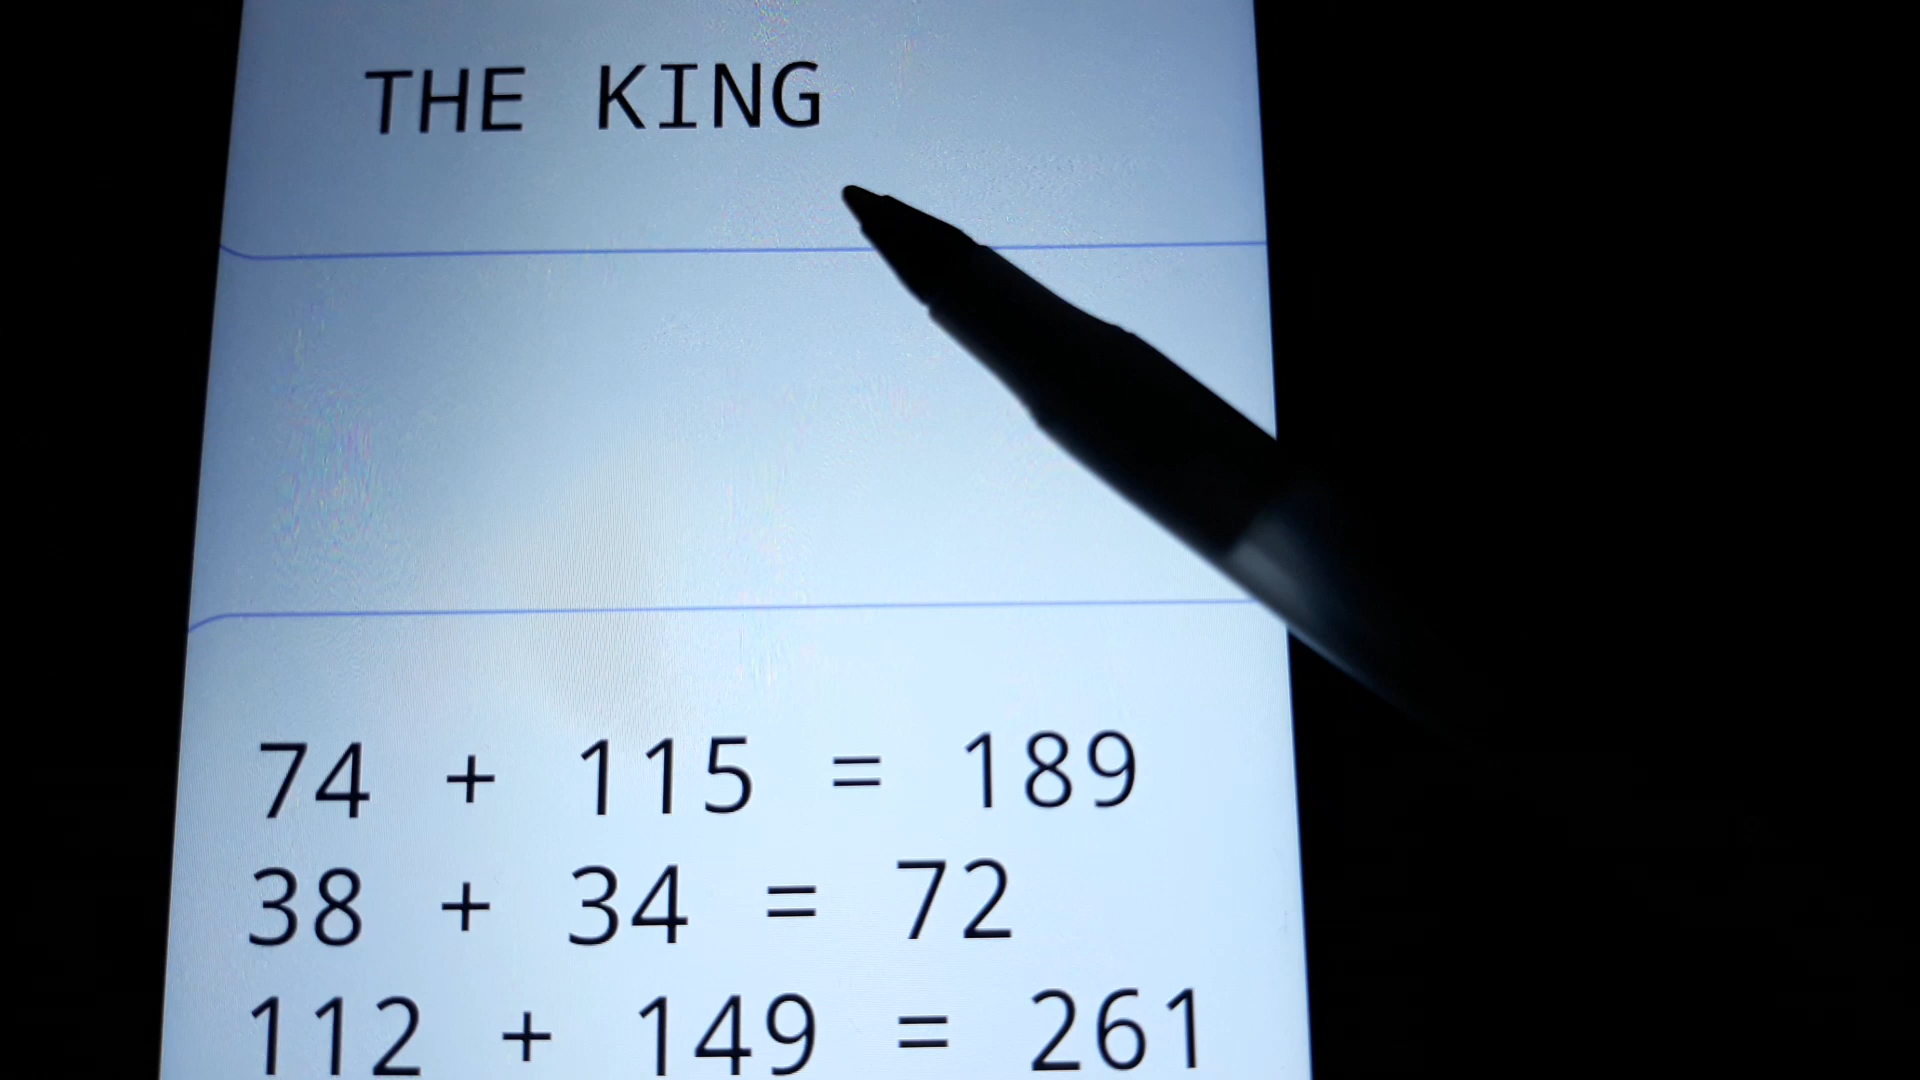 THE KING
74 + 115 = 189
38 + 34 = 72
112 + 149 = 261